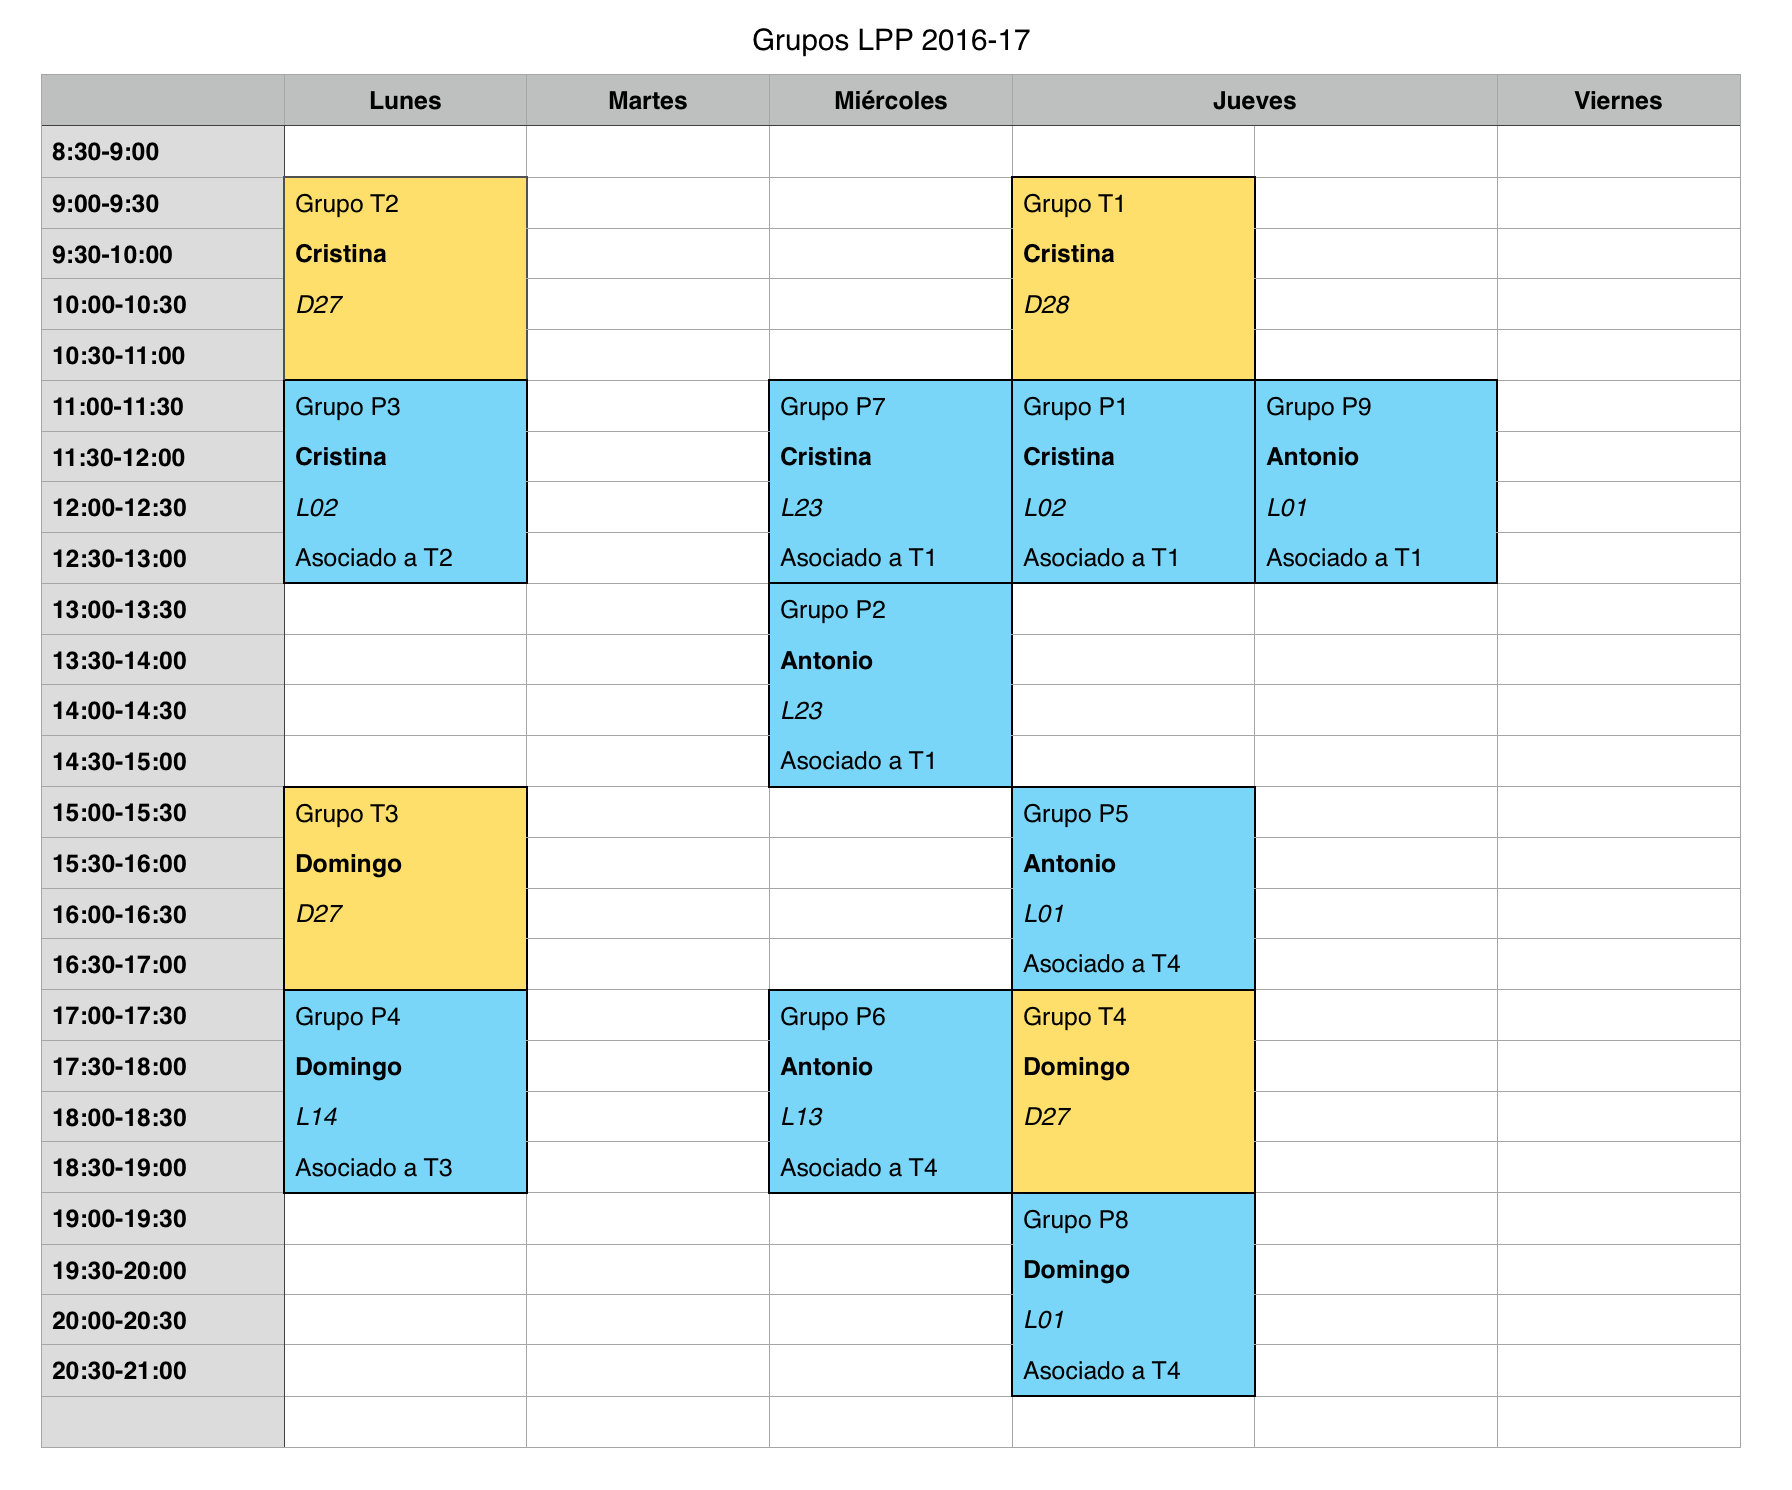 Grupos LPP 2016-17
Lunes Martes Miércoles Jueves Viernes
8:30-9:00
9:00-9:30 Grupo T2 Grupo T1
9:30-10:00 Cristina Cristina
10:00-10:30 D27 D28
10:30-11:00
11:00-11:30 Grupo P3 Grupo P7 Grupo P1 Grupo P9
11:30-12:00 Cristina Cristina Cristina Antonio
12:00-12:30 L02 L23 L02 L01
12:30-13:00 Asociado a T2 Asociado a T1 Asociado a T1 Asociado a T1
13:00-13:30 Grupo P2
13:30-14:00 Antonio
14:00-14:30 L23
14:30-15:00 Asociado a T1
15:00-15:30 Grupo T3 Grupo P5
15:30-16:00 Domingo Antonio
16:00-16:30 D27 L01
16:30-17:00 Asociado a T4
17:00-17:30 Grupo P4 Grupo P6 Grupo T4
17:30-18:00 Domingo Antonio Domingo
18:00-18:30 L14 L13 D27
18:30-19:00 Asociado a T3 Asociado a T4
19:00-19:30 Grupo P8
19:30-20:00 Domingo
20:00-20:30 L01
20:30-21:00 Asociado a T4